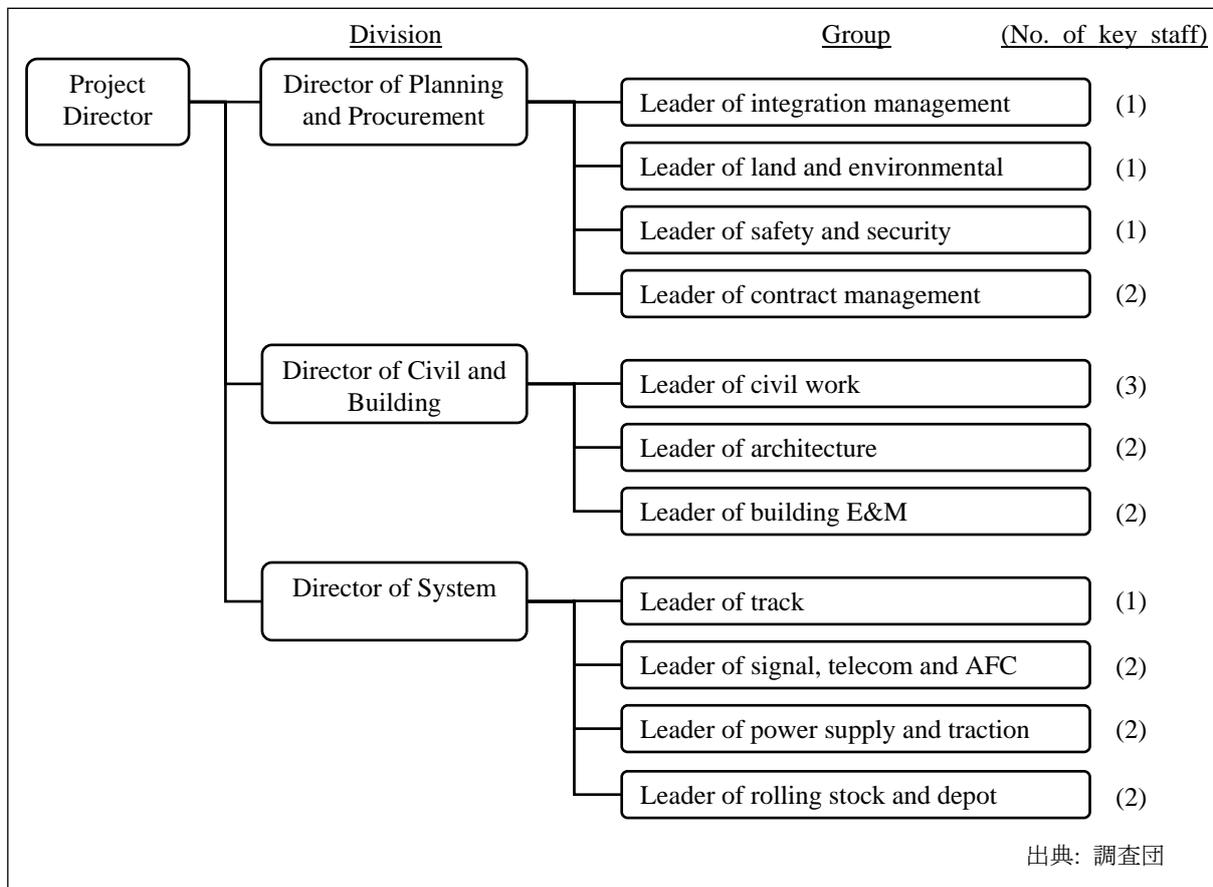 Division
Group
(No. of key staff)
Project
Director
Director of Planning
and Procurement
Leader of integration management
(1)
Leader of land and environmental
(1)
Leader of safety and security
(1)
Leader of contract management
(2)
Director of Civil and
Building
Leader of civil work
(3)
Leader of architecture
(2)
Leader of building E&M
(2)
Director of System
Leader of track
(1)
Leader of signal, telecom and AFC
(2)
Leader of power supply and traction
(2)
Leader of rolling stock and depot
(2)
出典: 調査団